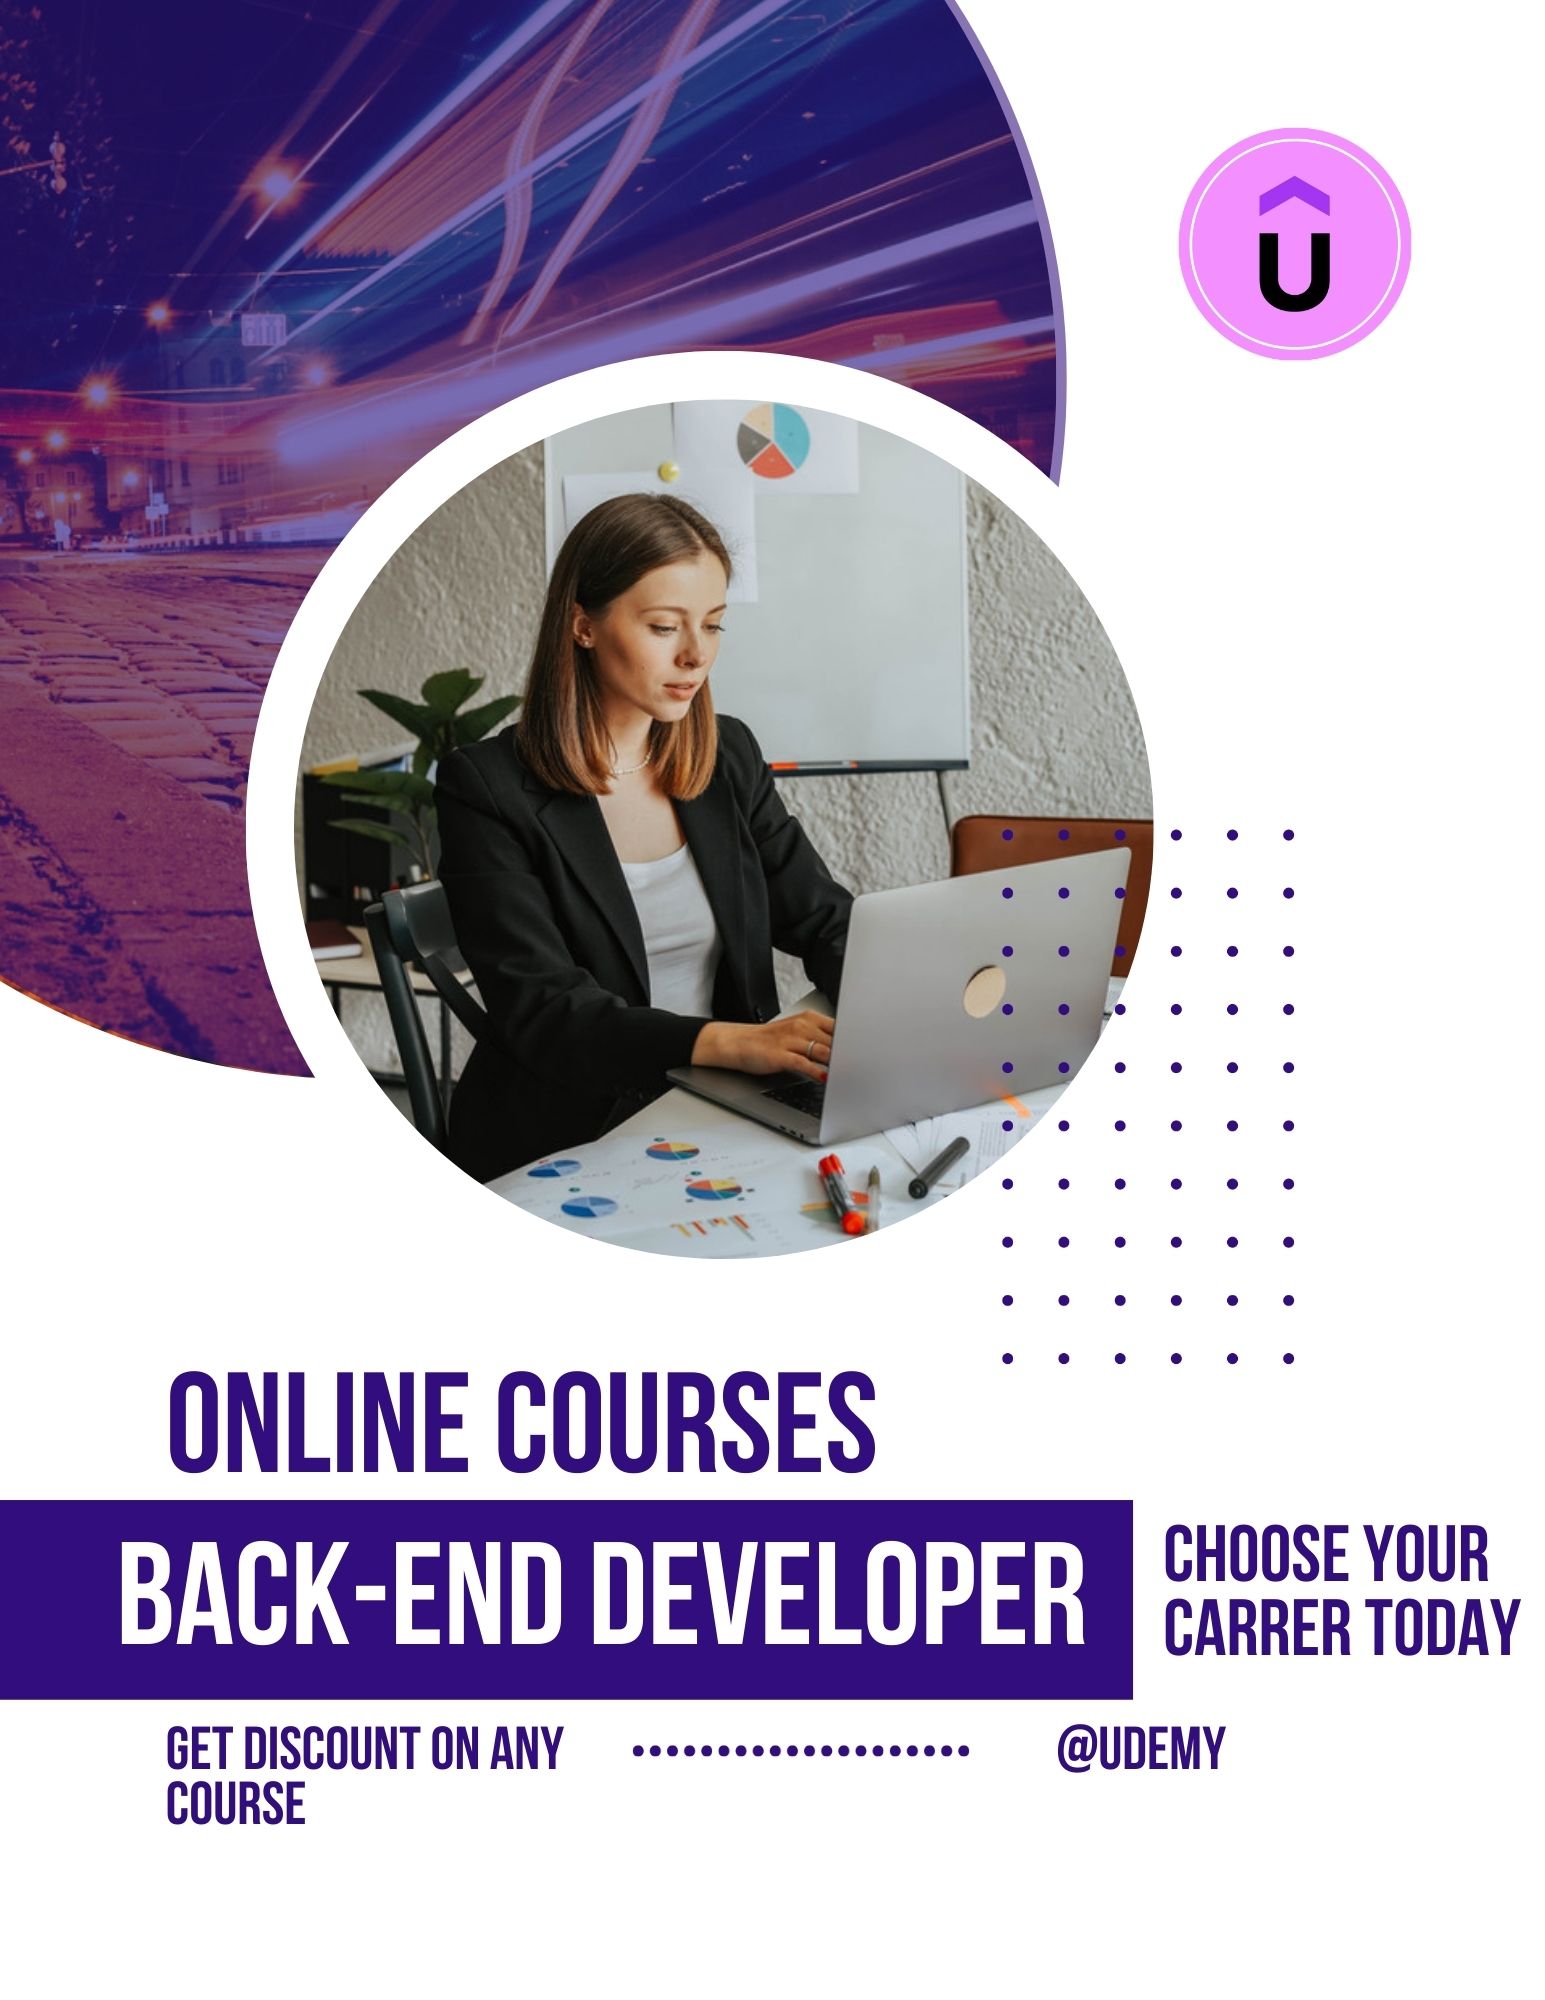 U
ONLINE COURSES
BACK-END DEVELOPER
CHOOSE YOUR
CARRER TODAY
GET DISCOUNT ON ANY
COURSE
@UDEMY